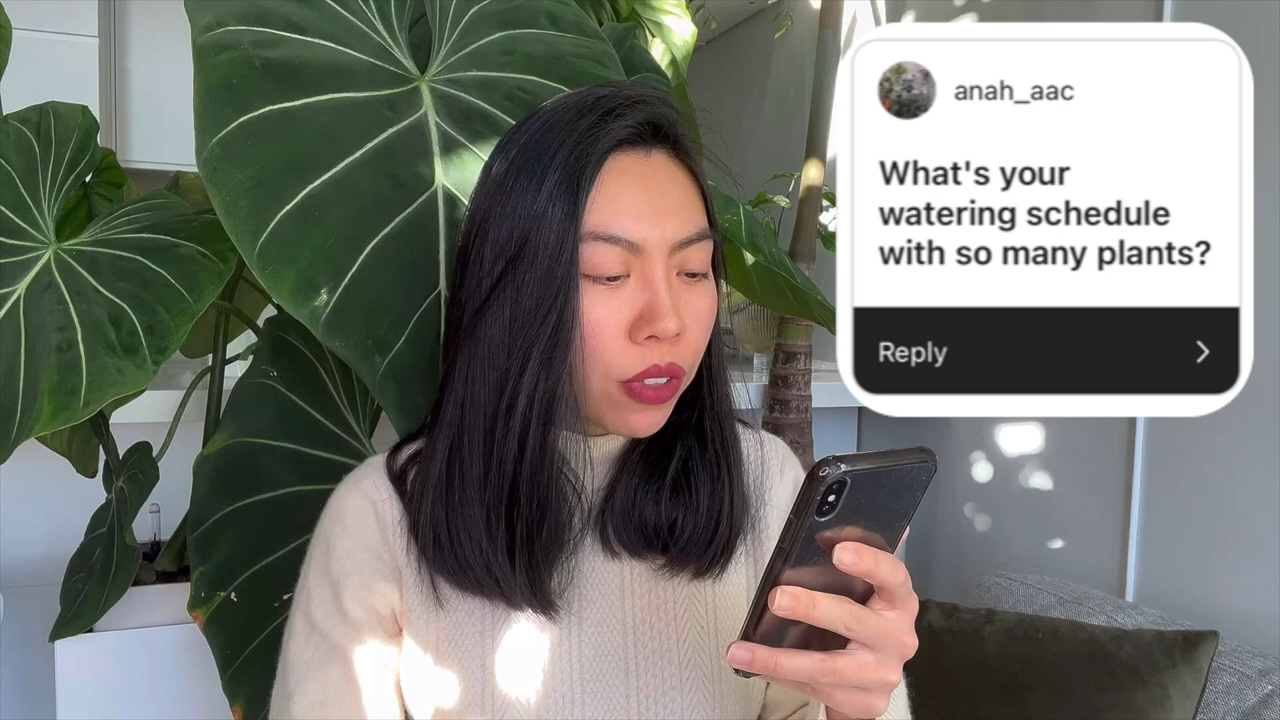 anah_aac
What's your
watering schedule
with so many plants?
Reply